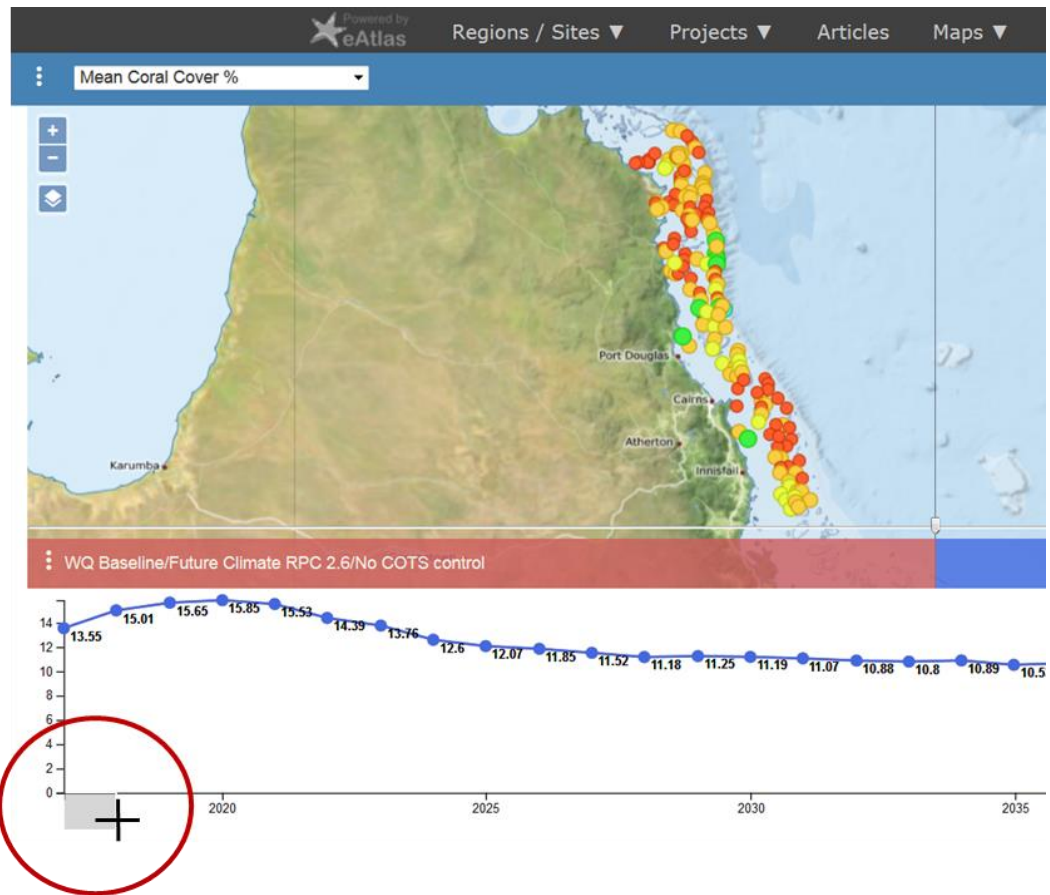 Powered by
eAtlas
Regions / Sites ▼ Projects ▼ Articles Maps ▼
Mean Coral Cover %
+
−
Port Douglas
Cairns
Atherton
Karumba
Innisfail
WQ Baseline/Future Climate RPC 2.6/No COTS control
13.55 15.01 15.65 15.85 15.53 14.39 13.76 12.6 12.07 11.85 11.52 11.18 11.25 11.19 11.07 10.88 10.8 10.89 10.5
14
12
10
8
6
4
2
0
2020 2025 2030 2035